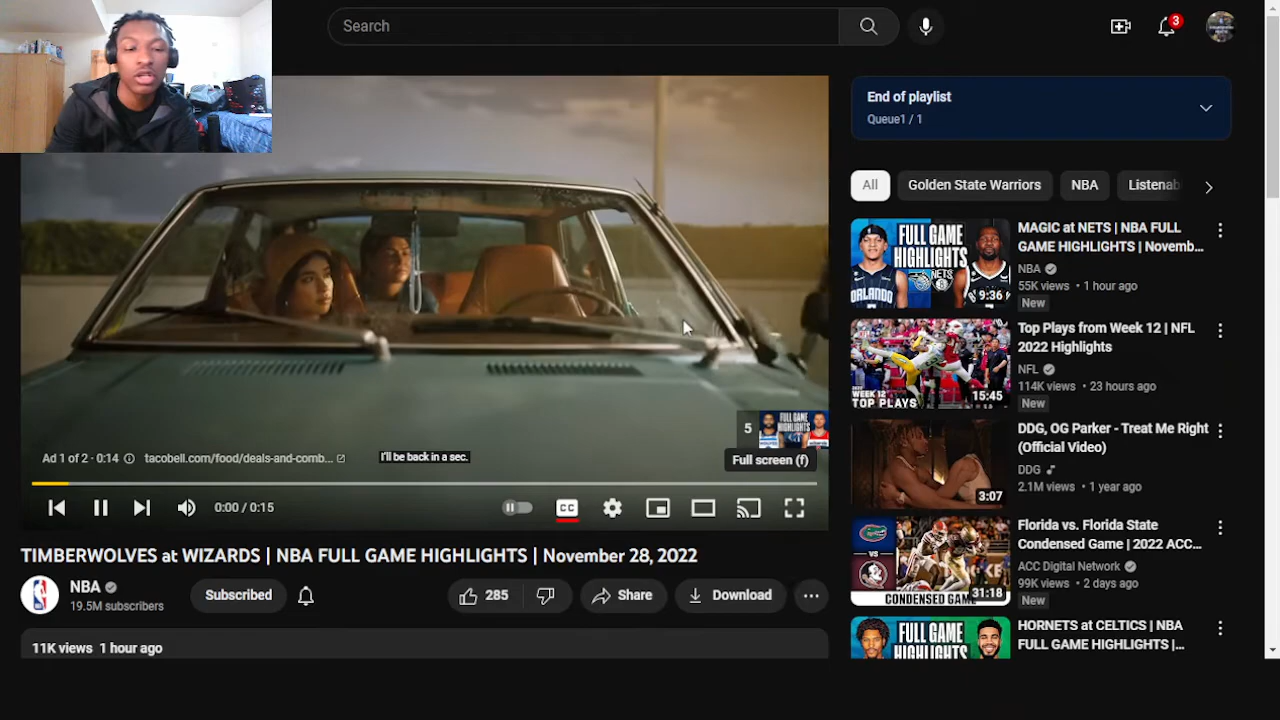 Search
3
End of playlist
Queue1 / 1
All
Golden State Warriors
NBA
Listenab
FULL GAME
HIGHLIGHTS
ORLANDO
NETS
9:36
MAGIC at NETS | NBA FULL
GAME HIGHLIGHTS | Novemb...
NBA
55K views • 1 hour ago
New
WEEK 12
TOP PLAYS
15:45
Top Plays from Week 12 | NFL
2022 Highlights
NFL
114K views • 23 hours ago
New
3:07
DDG, OG Parker - Treat Me Right
(Official Video)
DDG
2.1M views • 1 year ago
VS
CONDENSED GAME
31:18
Florida vs. Florida State
Condensed Game | 2022 ACC...
ACC Digital Network
99K views • 2 days ago
New
FULL GAME
HIGHLIGHTS
HORNETS at CELTICS | NBA
FULL GAME HIGHLIGHTS |...
5
FULL GAME
HIGHLIGHTS
Ad 1 of 2 · 0:14
tacobell.com/food/deals-and-comb...
I'll be back in a sec.
Full screen (f)
0:00 / 0:15
CC
TIMBERWOLVES at WIZARDS | NBA FULL GAME HIGHLIGHTS | November 28, 2022
NBA
19.5M subscribers
Subscribed
285
Share
Download
11K views 1 hour ago